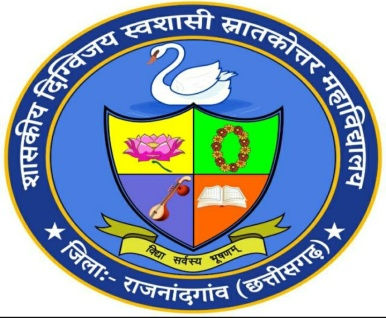 शासकीय दिग्विजय स्वशासी स्नातकोत्तर महाविद्यालय
विद्या सर्वस्य भूषणम्
जिला:- राजनांदगांव (छत्तीसगढ़)